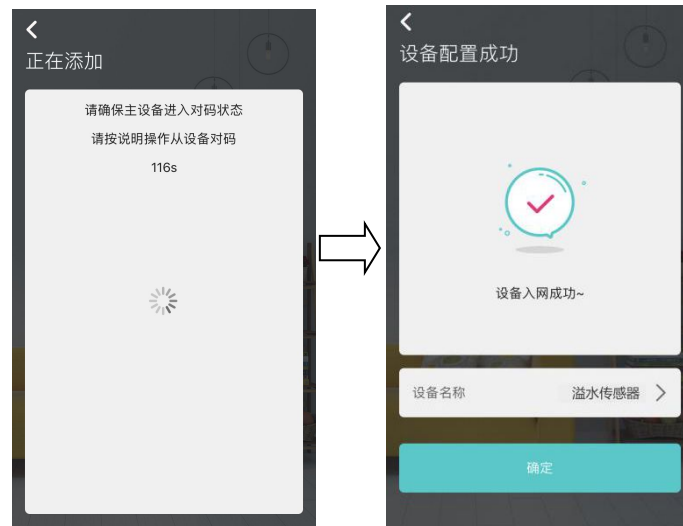 正在添加
请确保主设备进入对码状态
请按说明操作从设备对码
116s
设备配置成功
设备入网成功~
设备名称 溢水传感器
确定